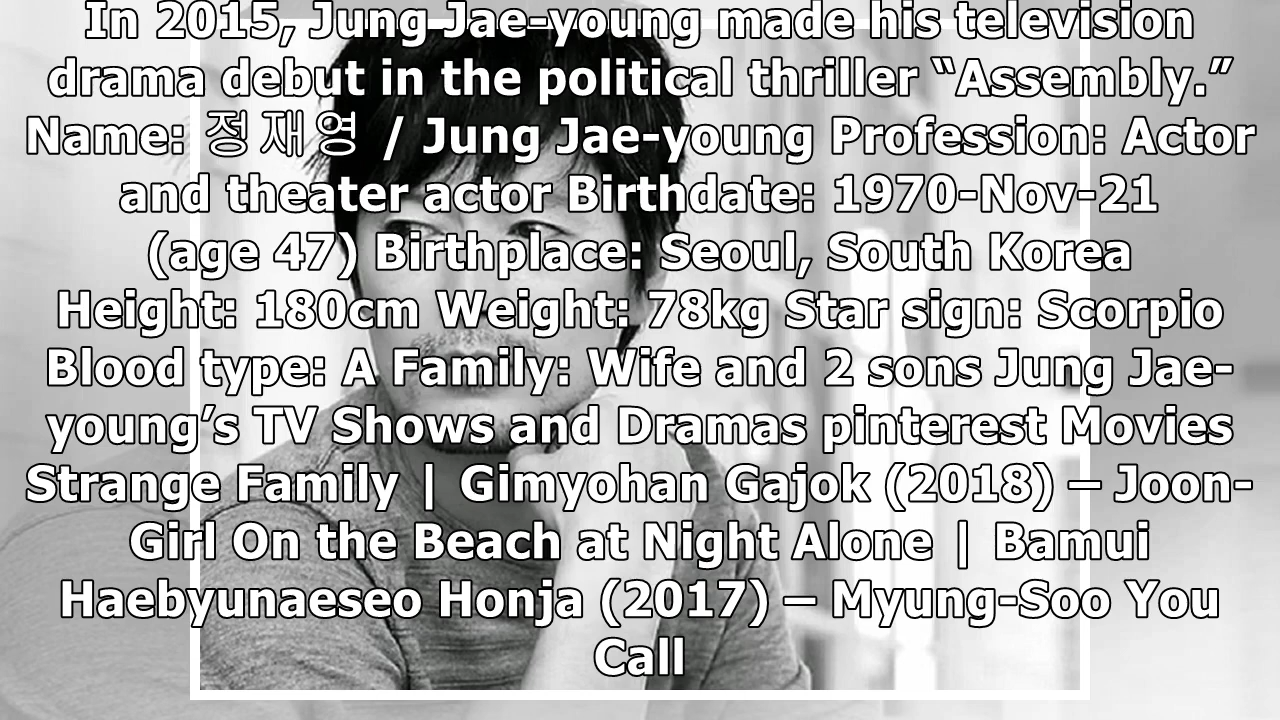 In 2015, Jung Jae-young made his television
drama debut in the political thriller “Assembly.”
Name: 정재영 / Jung Jae-young Profession: Actor
and theater actor Birthdate: 1970-Nov-21
(age 47) Birthplace: Seoul, South Korea
Height: 180cm Weight: 78kg Star sign: Scorpio
Blood type: A Family: Wife and 2 sons Jung Jae-
young’s TV Shows and Dramas pinterest Movies
Strange Family | Gimyohan Gajok (2018) – Joon-
Girl On the Beach at Night Alone | Bamui
Haebyunaeseo Honja (2017) – Myung-Soo You
Call